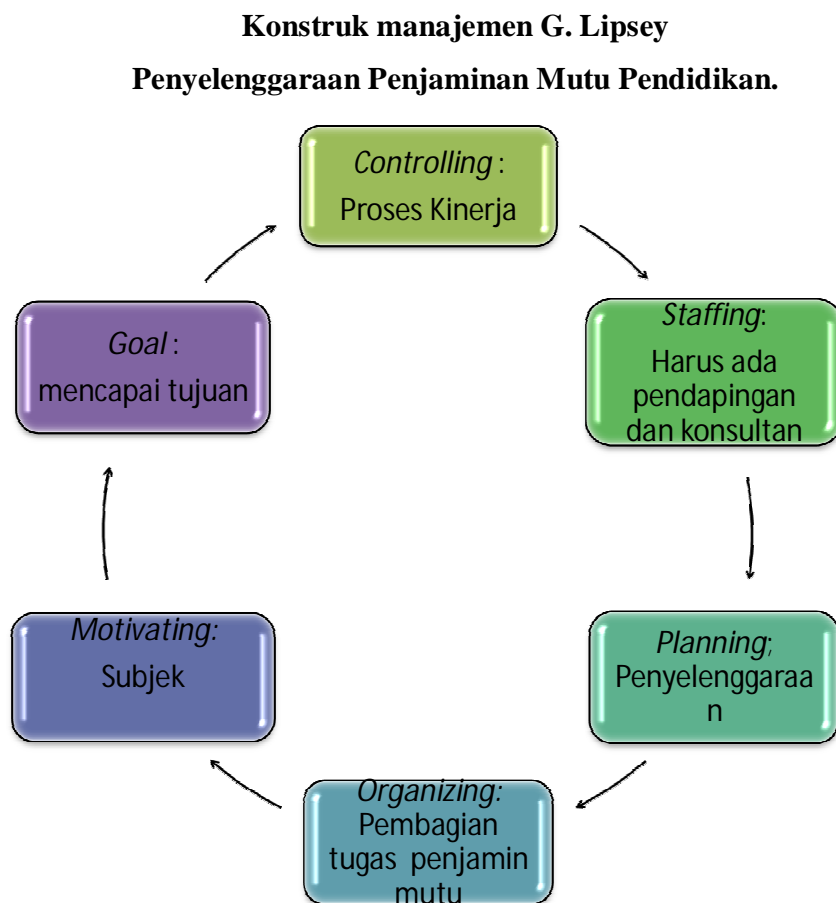 Konstruk manajemen G. Lipsey
Penyelenggaraan Penjaminan Mutu Pendidikan.
Controlling :
Proses Kinerja
Staffing:
Harus ada
pendapingan
dan konsultan
Planning;
Penyelenggaraa
n
Organizing:
Pembagian
tugas penjamin
mutu
Motivating:
Subjek
Goal :
mencapai tujuan